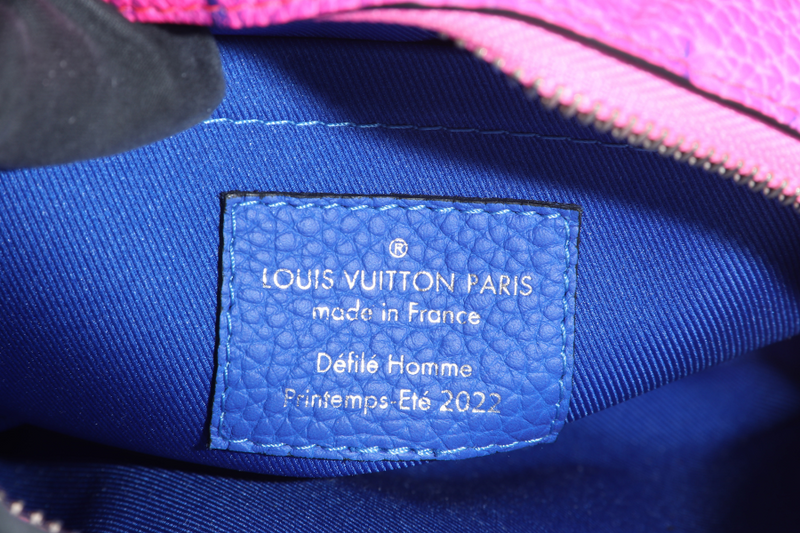 ®
LOUIS VUITTON PARIS
made in France
Défilé Homme
Printemps-Eté 2022